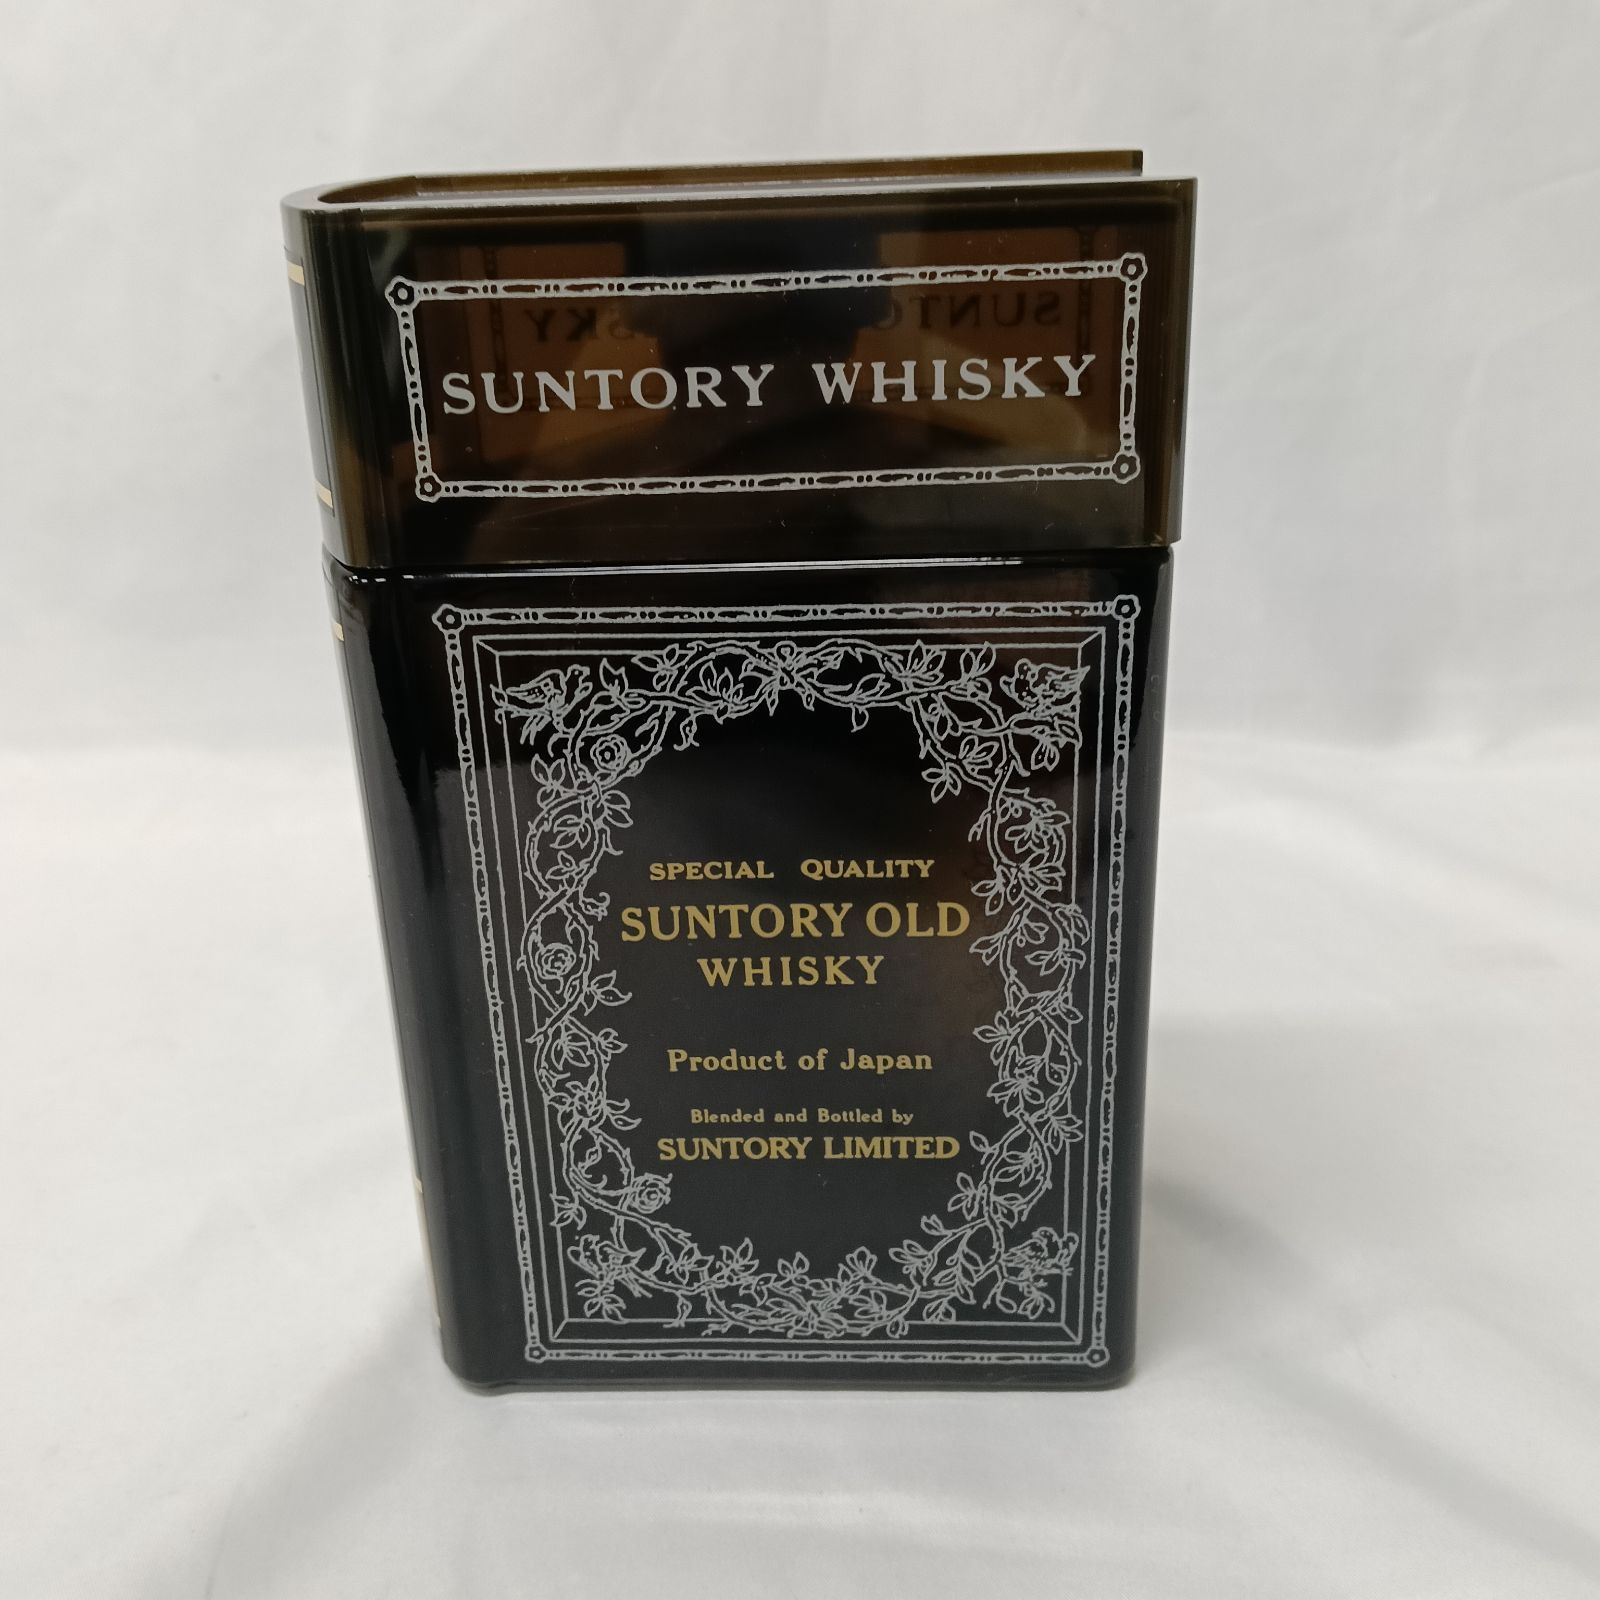 SUNTORY WHISKY
SPECIAL QUALITY
SUNTORY OLD
WHISKY
Product of Japan
Blended and Bottled by
SUNTORY LIMITED